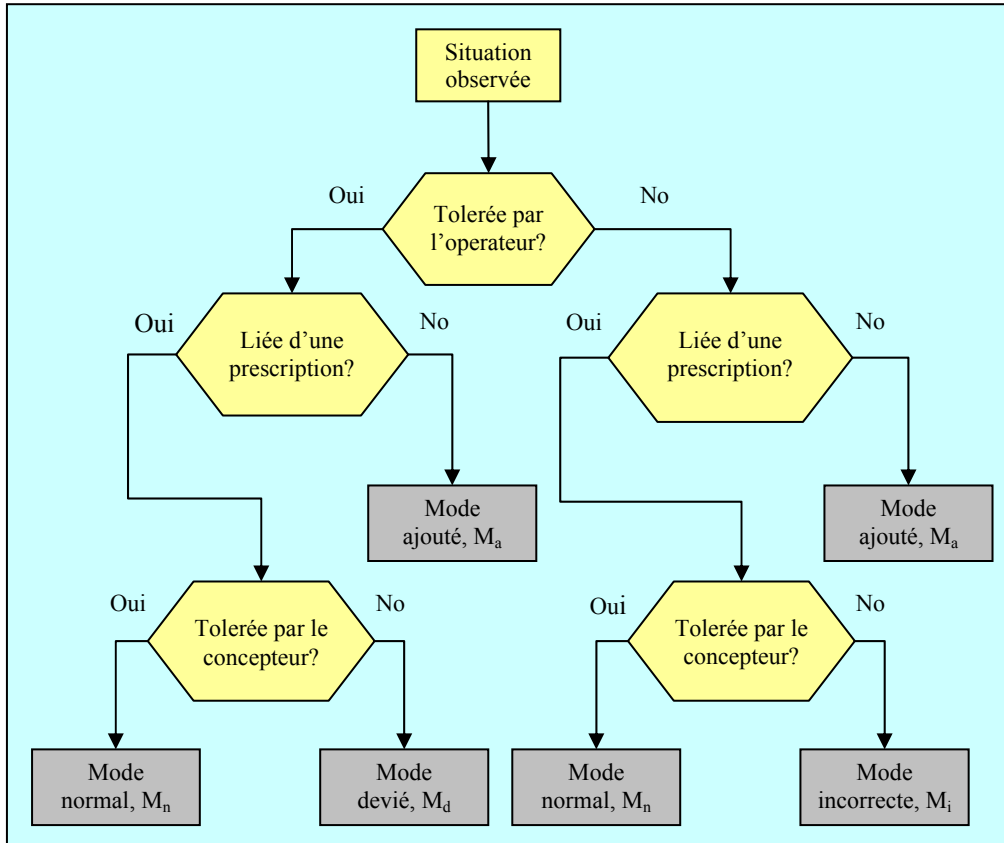 Situation
observée
Oui
No
Tolerée par
l'operateur?
Oui
Liée d'une
prescription?
No
Oui
Liée d'une
prescription?
No
Mode
ajouté, Ma
Mode
ajouté, Ma
Oui
Tolerée par le
concepteur?
No
Oui
Tolerée par le
concepteur?
No
Mode
normal, Mn
Mode
devié, Md
Mode
normal, Mn
Mode
incorrecte, Mi